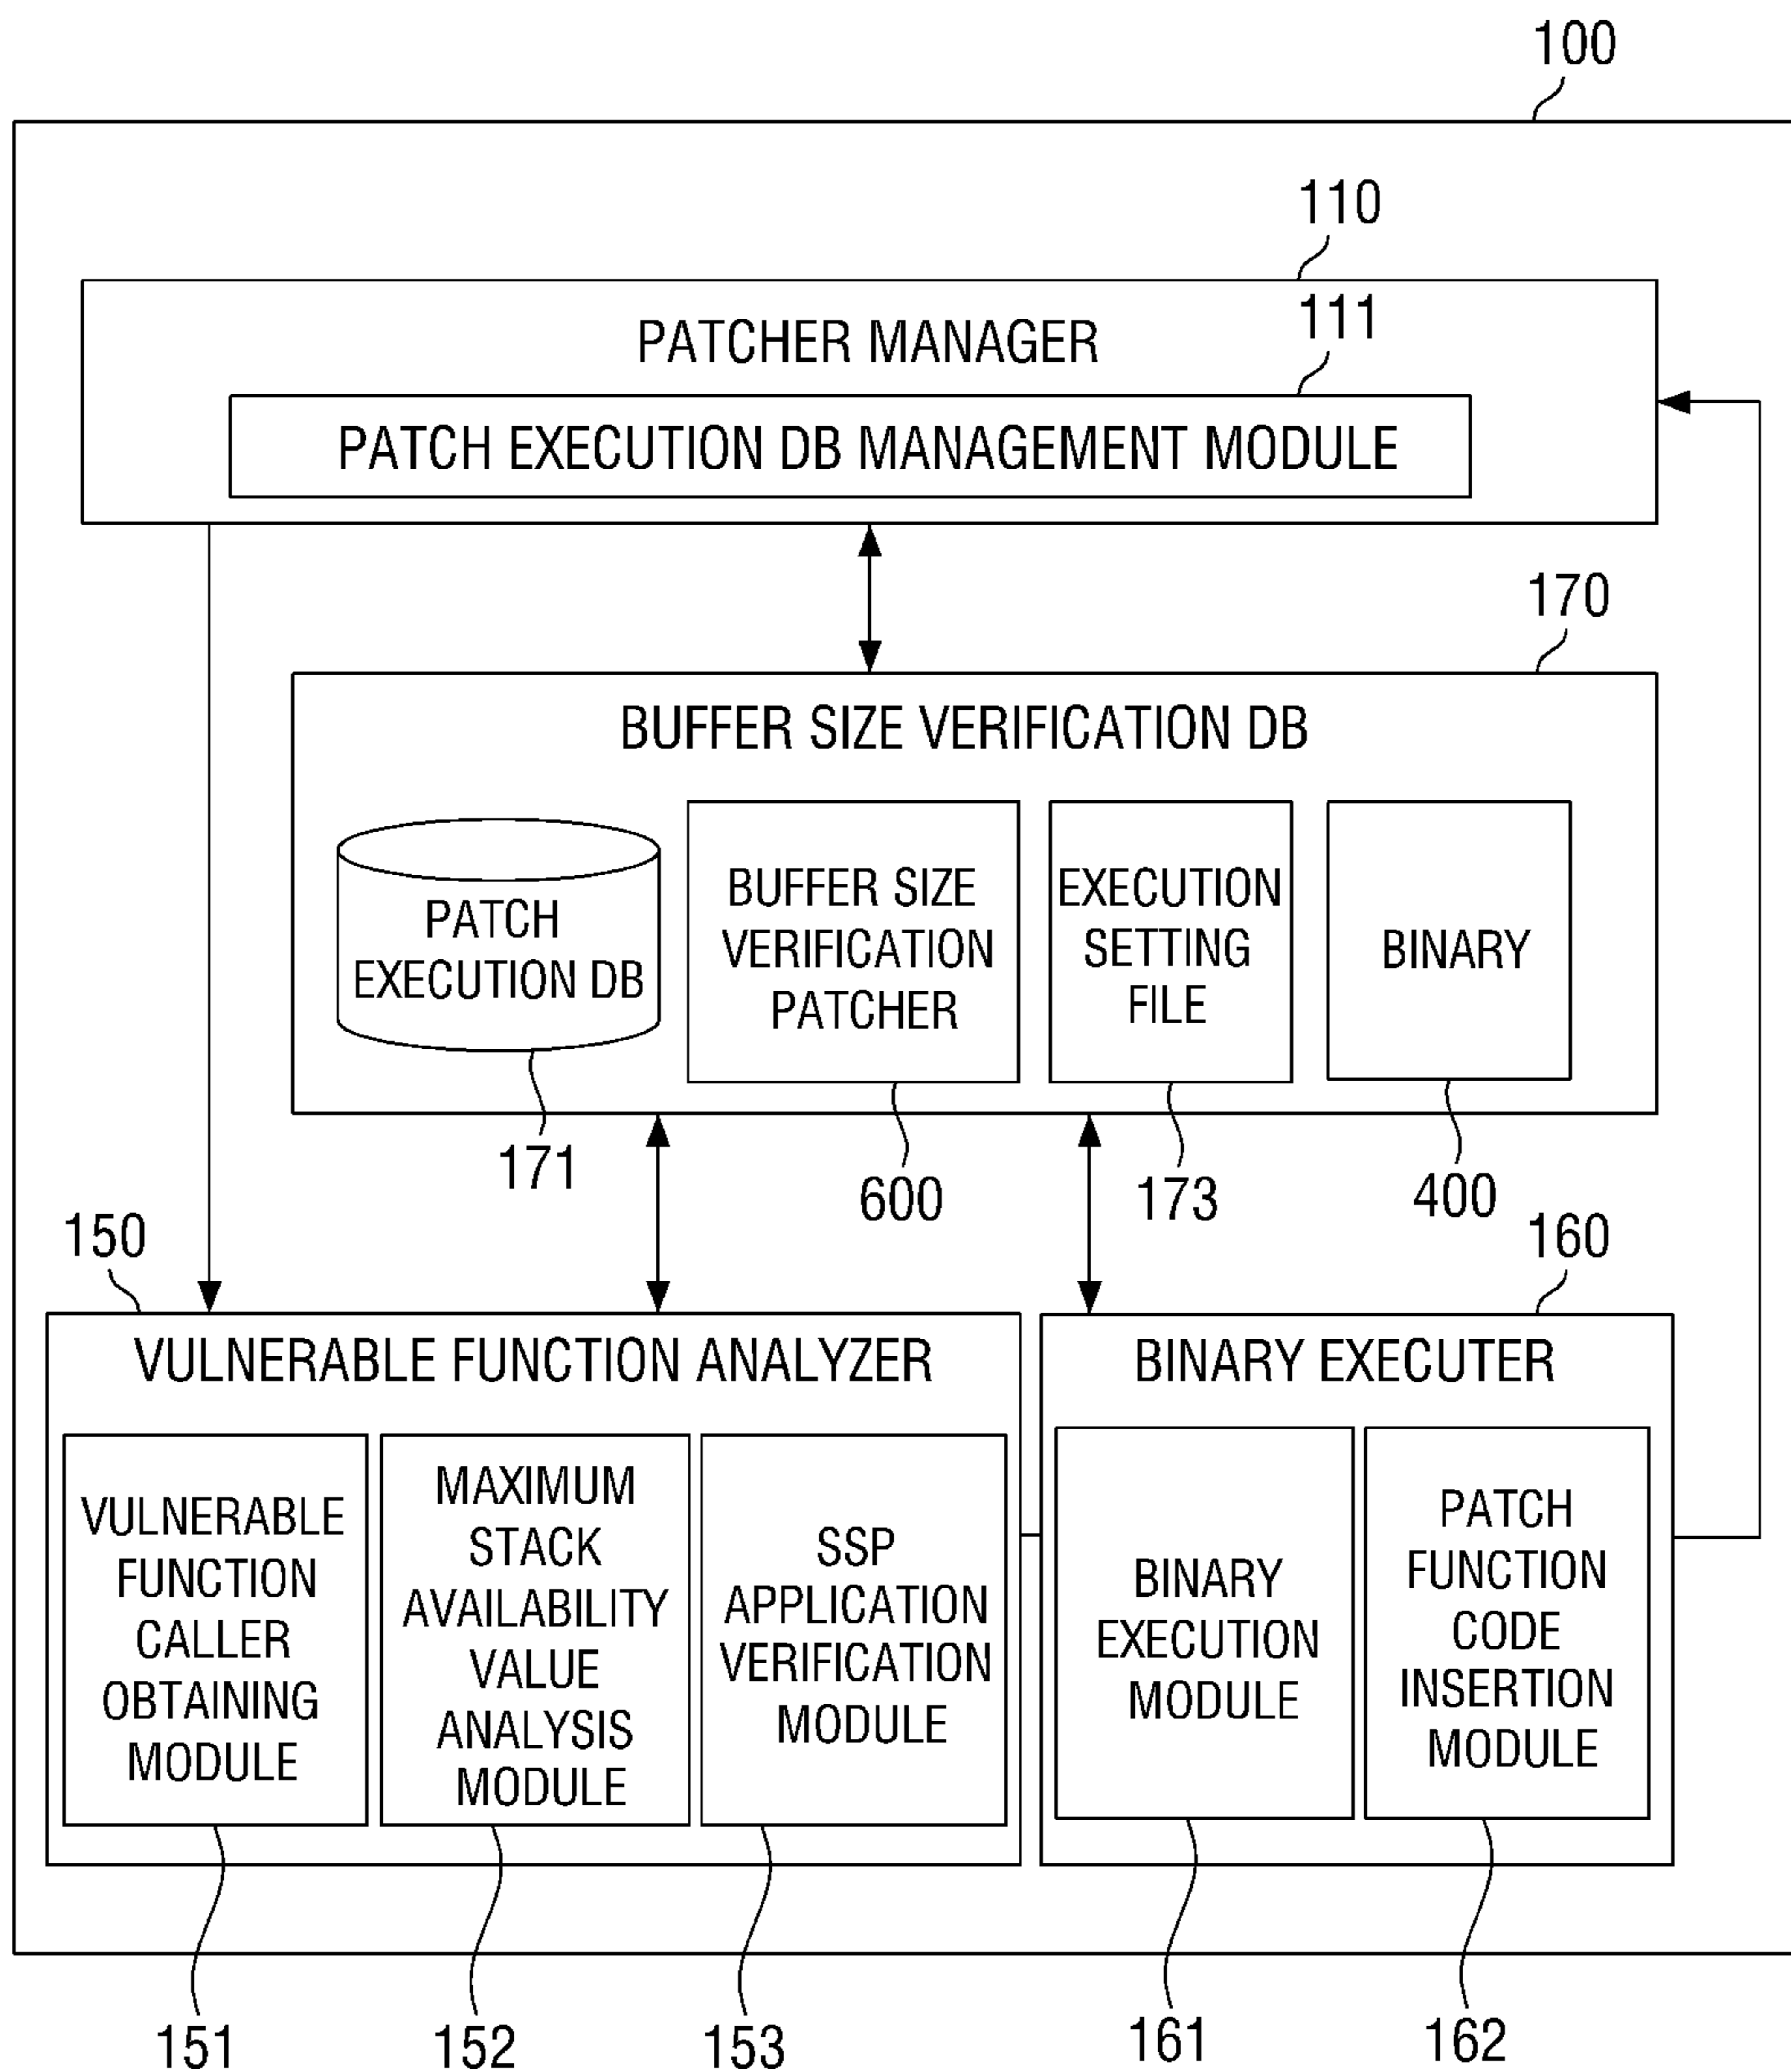 100
110
PATCHER MANAGER
111
PATCH EXECUTION DB MANAGEMENT MODULE
170
BUFFER SIZE VERIFICATION DB
PATCH
EXECUTION DB
BUFFER SIZE
VERIFICATION
PATCHER
EXECUTION
SETTING
FILE
BINARY
171
600
173
400
150
160
VULNERABLE FUNCTION ANALYZER
VULNERABLE
FUNCTION
CALLER
OBTAINING
MODULE
MAXIMUM
STACK
AVAILABILITY
VALUE
ANALYSIS
MODULE
SSP
APPLICATION
VERIFICATION
MODULE
BINARY EXECUTER
BINARY
EXECUTION
MODULE
PATCH
FUNCTION
CODE
INSERTION
MODULE
151
152
153
161
162